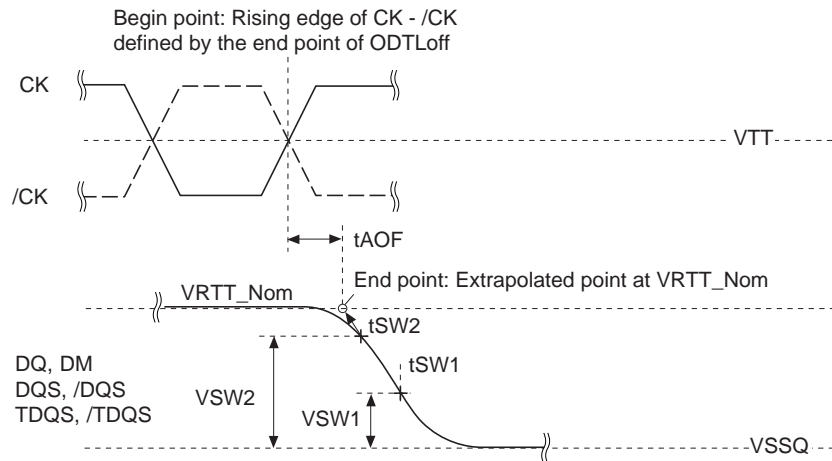 Begin point: Rising edge of CK - /CK
defined by the end point of ODTLoff
CK
VTT
/CK
tAOF
End point: Extrapolated point at VRTT_Nom
VRTT_Nom
tSW2
tSW1
DQ, DM
DQS, /DQS
TDQS, /TDQS
VSW2
VSW1
VSSQ